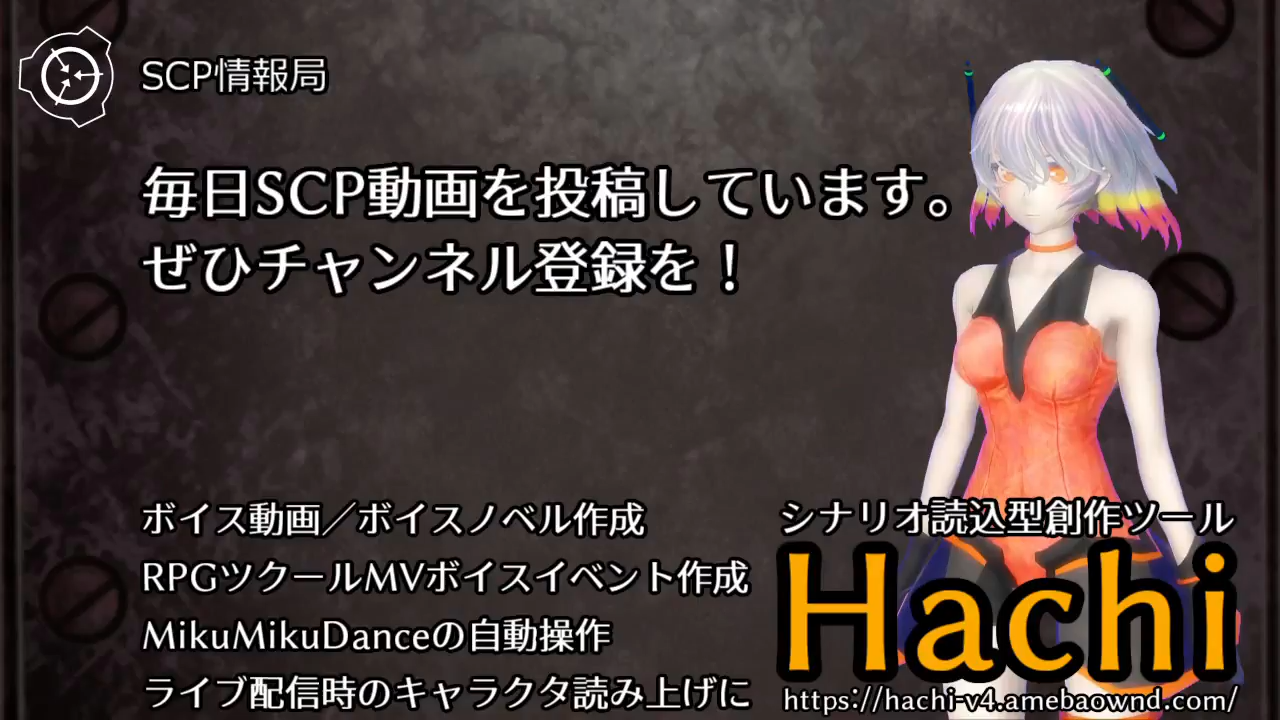 SCP情報局
毎日SCP動画を投稿しています。
ぜひチャンネル登録を！
ボイス動画／ボイスノベル作成
RPGツクールMVボイスイベント作成
MikuMikuDanceの自動操作
ライブ配信時のキャラクタ読み上げに
シナリオ読込型創作ツール
Hachi
https://hachi-v4.amebaownd.com/